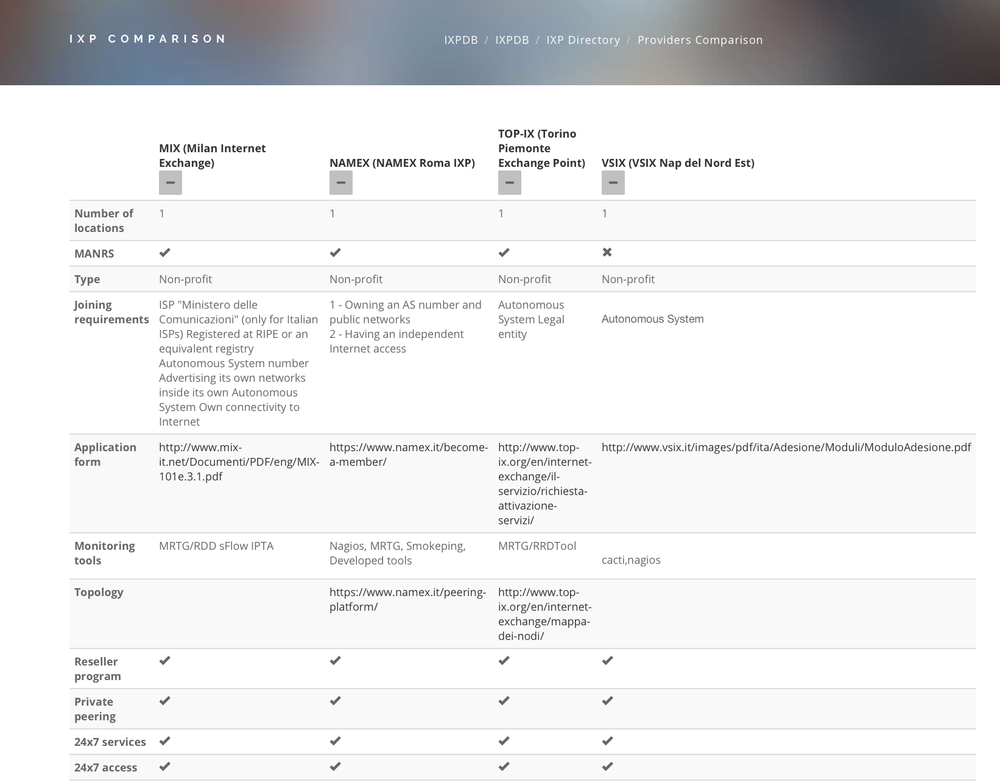 IXP COMPARISON
IXPDB / IXPDB / IXP Directory / Providers Comparison
MIX (Milan Internet
Exchange)
NAMEX (NAMEX Roma IXP)
TOP-IX (Torino
Piemonte
Exchange Point)
VSIX (VSIX Nap del Nord Est)
Number of
locations
1
1
1
1
MANRS
Type
Non-profit
Non-profit
Non-profit
Non-profit
Joining
requirements
ISP "Ministero delle
Comunicazioni" (only for Italian
ISPs) Registered at RIPE or an
equivalent registry
Autonomous System number
Advertising its own networks
inside its own Autonomous
System Own connectivity to
Internet
1 - Owning an AS number and
public networks
2 - Having an independent
Internet access
Autonomous
System Legal
entity
Autonomous System
Application
form
http://www.mix-
it.net/Documenti/PDF/eng/MIX-
101e.3.1.pdf
https://www.namex.it/become-
a-member/
http://www.top-
ix.org/en/internet-
exchange/il-
servizio/richiesta-
attivazione-
servizi/
http://www.vsix.it/images/pdf/ita/Adesione/Moduli/ModuloAdesione.pdf
Monitoring
tools
MRTG/RDD sFlow IPTA
Nagios, MRTG, Smokeping,
Developed tools
MRTG/RRDTool
cacti,nagios
Topology
https://www.namex.it/peering-
platform/
http://www.top-
ix.org/en/internet-
exchange/mappa-
dei-nodi/
Reseller
program
Private
peering
24x7 services
24x7 access